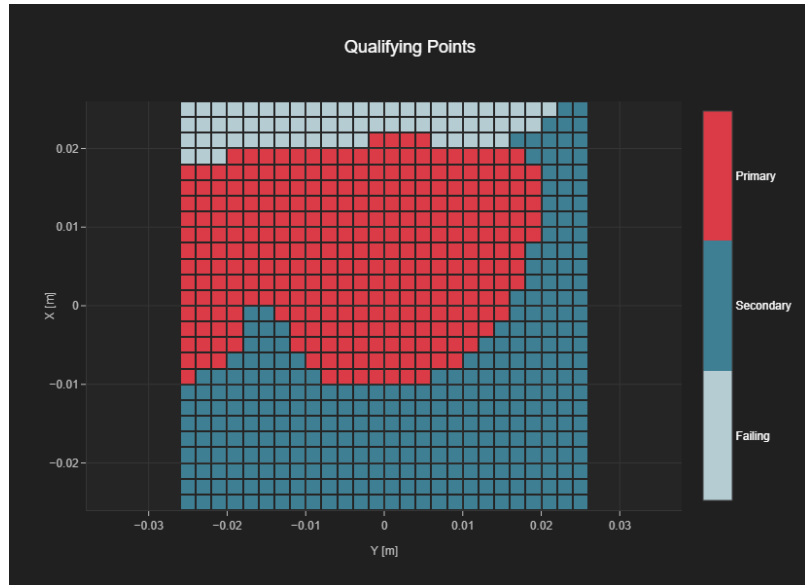 Qualifying Points
0.02
0.01
0
−0.01
−0.02
X [m]
−0.03
−0.02
−0.01
0
0.01
0.02
0.03
Y [m]
Primary
Secondary
Failing